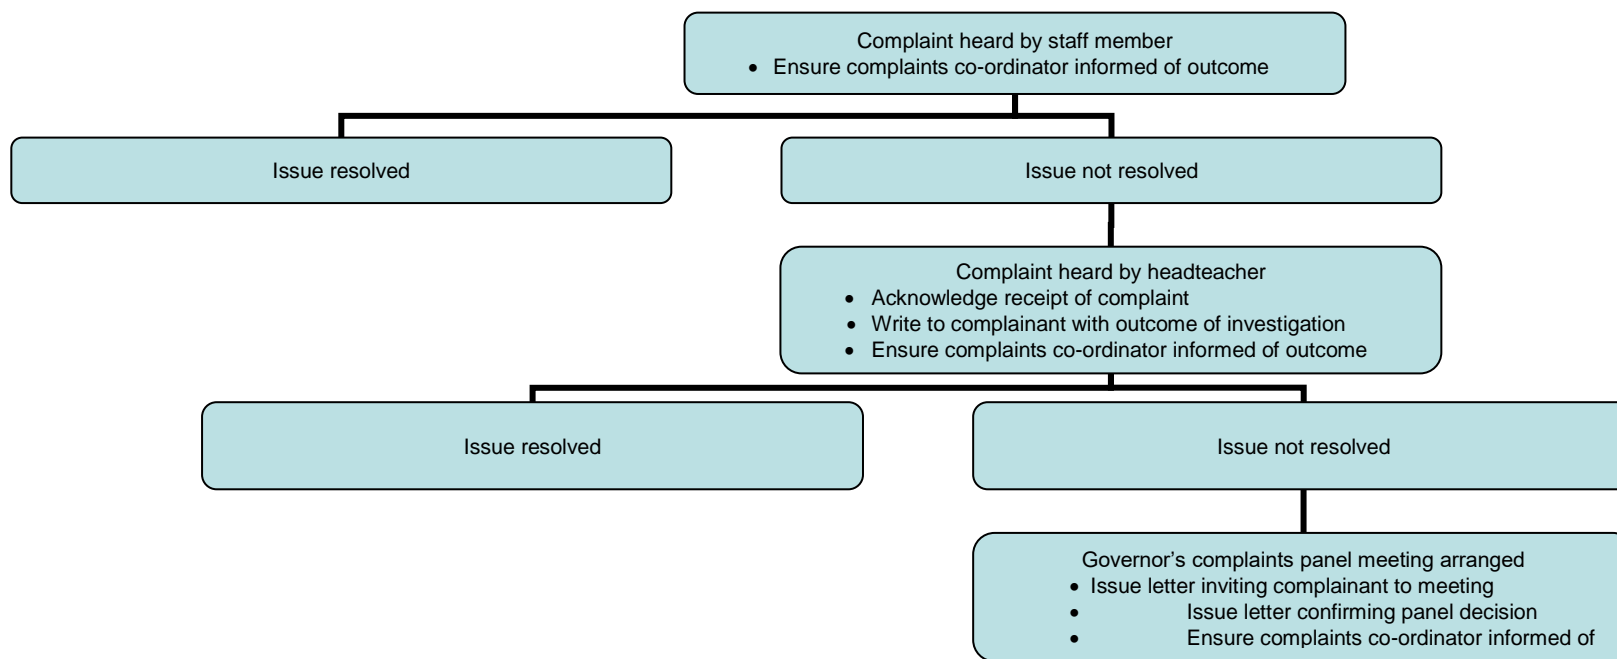 Complaint heard by staff member
• Ensure complaints co-ordinator informed of outcome
Issue resolved
Issue not resolved
Complaint heard by headteacher
• Acknowledge receipt of complaint
• Write to complainant with outcome of investigation
• Ensure complaints co-ordinator informed of outcome
Issue resolved
Issue not resolved
Governor’s complaints panel meeting arranged
• Issue letter inviting complainant to meeting
• Issue letter confirming panel decision
• Ensure complaints co-ordinator informed of